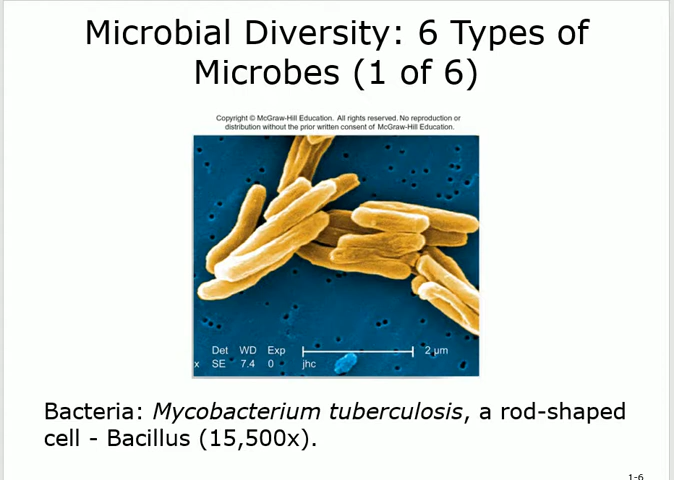 Microbial Diversity: 6 Types of
Microbes (1 of 6)
Copyright © McGraw-Hill Education. All rights reserved. No reproduction or
distribution without the prior written consent of McGraw-Hill Education.
Det WD Exp 2 µm
x SE 7.4 0 jhc
Bacteria: Mycobacterium tuberculosis, a rod-shaped
cell - Bacillus (15,500x).
1-6